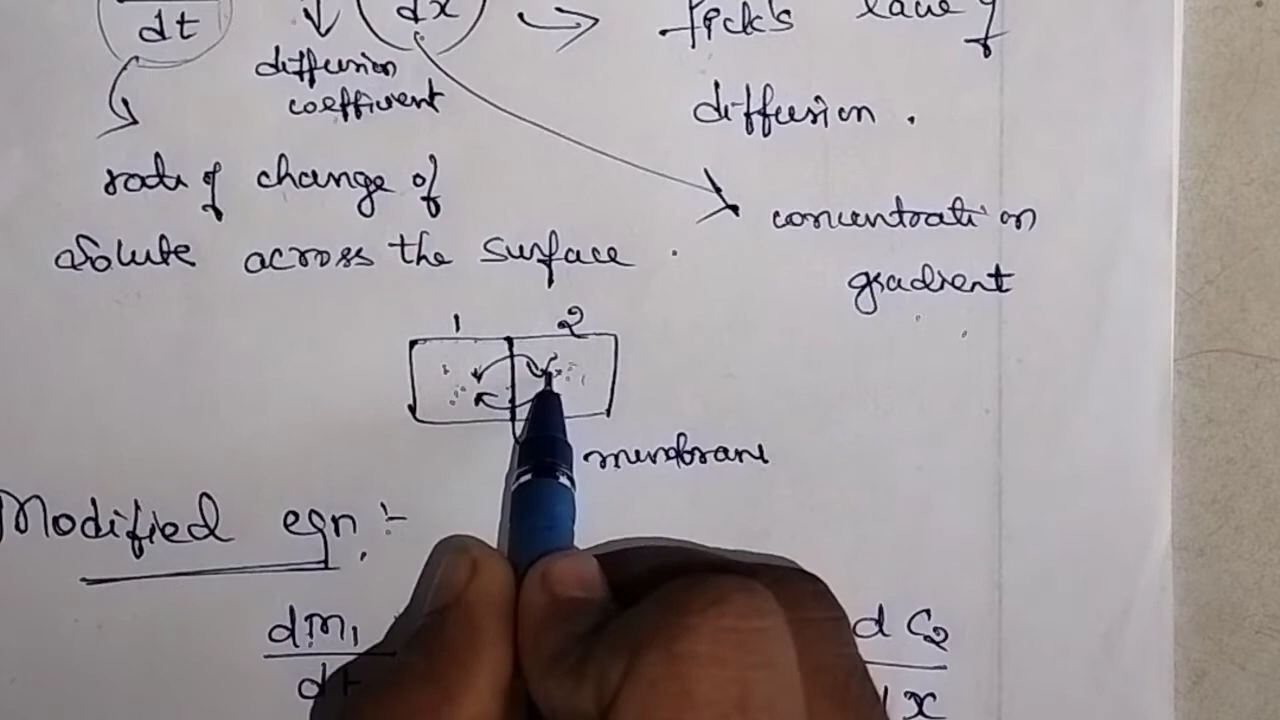 dt dx → Fick's law of
diffusion coefficient diffusion .
rate of change of
solute across the surface . concentration
gradient
1 2
membrane
Modified eqn :-
dm₁ d C₂
dt dx